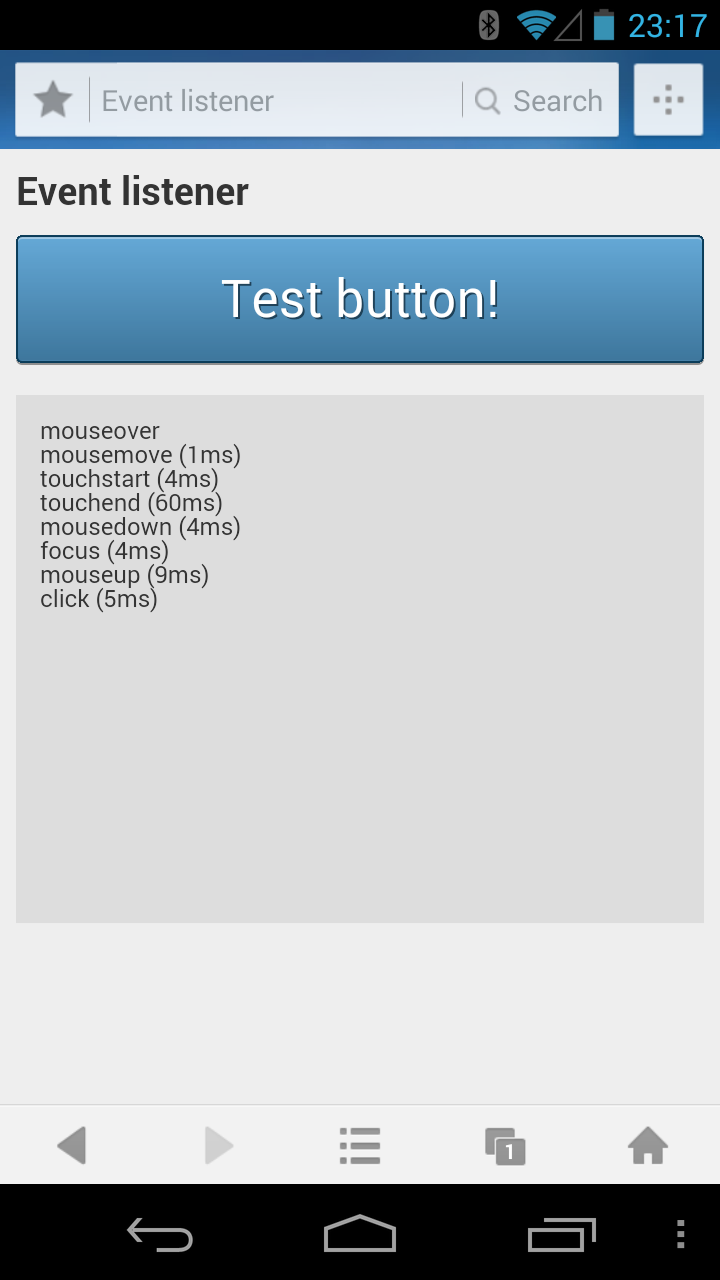 23:17
Event listener
Search
Event listener
Test button!
mouseover
mousemove (1ms)
touchstart (4ms)
touchend (60ms)
mousedown (4ms)
focus (4ms)
mouseup (9ms)
click (5ms)
1